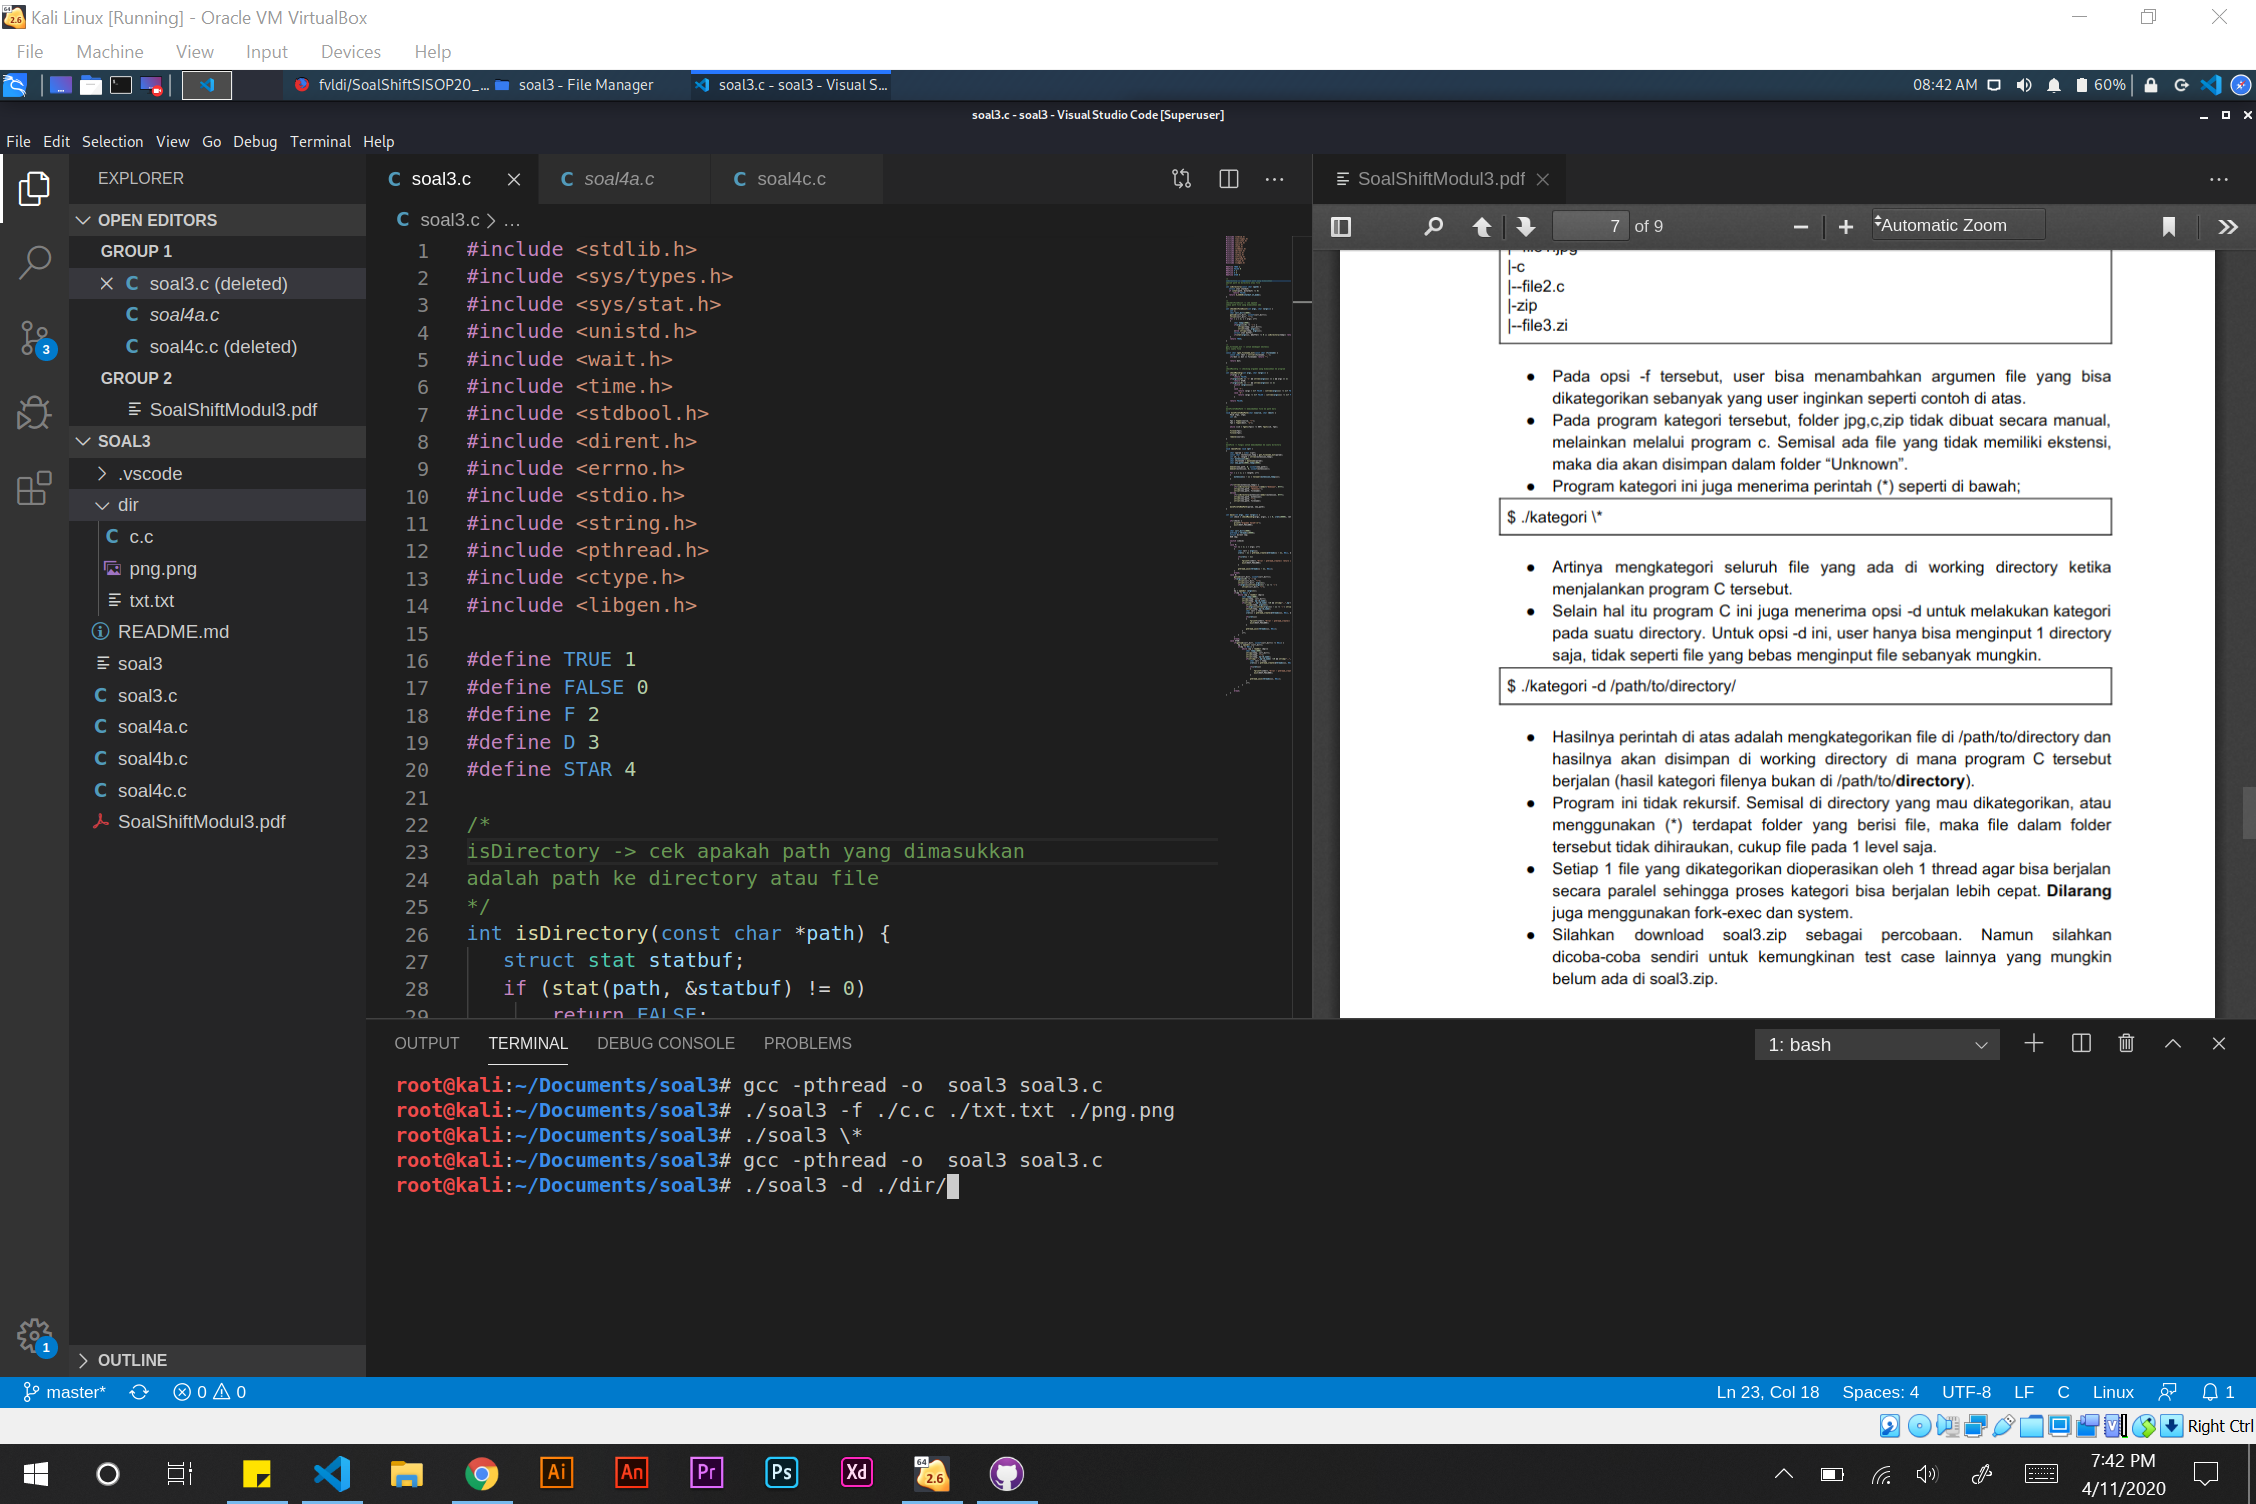 Kali Linux [Running] - Oracle VM VirtualBox
File Machine View Input Devices Help
fvldi/SoalShiftSISOP20_... soal3 - File Manager soal3.c - soal3 - Visual S... 08:42 AM 60%
soal3.c - soal3 - Visual Studio Code [Superuser]
File Edit Selection View Go Debug Terminal Help
EXPLORER
OPEN EDITORS
GROUP 1
C soal3.c (deleted)
C soal4a.c
C soal4c.c (deleted)
GROUP 2
SoalShiftModul3.pdf
SOAL3
.vscode
dir
C c.c
png.png
txt.txt
README.md
soal3
C soal3.c
C soal4a.c
C soal4b.c
C soal4c.c
SoalShiftModul3.pdf
OUTLINE
3
1
C soal3.c C soal4a.c C soal4c.c
C soal3.c > ...
1 #include <stdlib.h>
2 #include <sys/types.h>
3 #include <sys/stat.h>
4 #include <unistd.h>
5 #include <wait.h>
6 #include <time.h>
7 #include <stdbool.h>
8 #include <dirent.h>
9 #include <errno.h>
10 #include <stdio.h>
11 #include <string.h>
12 #include <pthread.h>
13 #include <ctype.h>
14 #include <libgen.h>
15
16 #define TRUE 1
17 #define FALSE 0
18 #define F 2
19 #define D 3
20 #define STAR 4
21
22 /*
23 isDirectory -> cek apakah path yang dimasukkan
24 adalah path ke directory atau file
25 */
26 int isDirectory(const char *path) {
27 struct stat statbuf;
28 if (stat(path, &statbuf) != 0)
29 return FALSE;
SoalShiftModul3.pdf
7 of 9 Automatic Zoom
|-c
|--file2.c
|-zip
|--file3.zi
● Pada opsi -f tersebut, user bisa menambahkan argumen file yang bisa
dikategorikan sebanyak yang user inginkan seperti contoh di atas.
● Pada program kategori tersebut, folder jpg,c,zip tidak dibuat secara manual,
melainkan melalui program c. Semisal ada file yang tidak memiliki ekstensi,
maka dia akan disimpan dalam folder “Unknown”.
● Program kategori ini juga menerima perintah (*) seperti di bawah;
$ ./kategori \*
● Artinya mengkategori seluruh file yang ada di working directory ketika
menjalankan program C tersebut.
● Selain hal itu program C ini juga menerima opsi -d untuk melakukan kategori
pada suatu directory. Untuk opsi -d ini, user hanya bisa menginput 1 directory
saja, tidak seperti file yang bebas menginput file sebanyak mungkin.
$ ./kategori -d /path/to/directory/
● Hasilnya perintah di atas adalah mengkategorikan file di /path/to/directory dan
hasilnya akan disimpan di working directory di mana program C tersebut
berjalan (hasil kategori filenya bukan di /path/to/directory).
● Program ini tidak rekursif. Semisal di directory yang mau dikategorikan, atau
menggunakan (*) terdapat folder yang berisi file, maka file dalam folder
tersebut tidak dihiraukan, cukup file pada 1 level saja.
● Setiap 1 file yang dikategorikan dioperasikan oleh 1 thread agar bisa berjalan
secara paralel sehingga proses kategori bisa berjalan lebih cepat. Dilarang
juga menggunakan fork-exec dan system.
● Silahkan download soal3.zip sebagai percobaan. Namun silahkan
dicoba-coba sendiri untuk kemungkinan test case lainnya yang mungkin
belum ada di soal3.zip.
OUTPUT TERMINAL DEBUG CONSOLE PROBLEMS 1: bash
root@kali:~/Documents/soal3# gcc -pthread -o  soal3 soal3.c
root@kali:~/Documents/soal3# ./soal3 -f ./c.c ./txt.txt ./png.png
root@kali:~/Documents/soal3# ./soal3 \*
root@kali:~/Documents/soal3# gcc -pthread -o  soal3 soal3.c
root@kali:~/Documents/soal3# ./soal3 -d ./dir/
master* 0 0 Ln 23, Col 18 Spaces: 4 UTF-8 LF C Linux 1
Right Ctrl
Ai An Pr Ps Xd 64 2.6
7:42 PM
4/11/2020